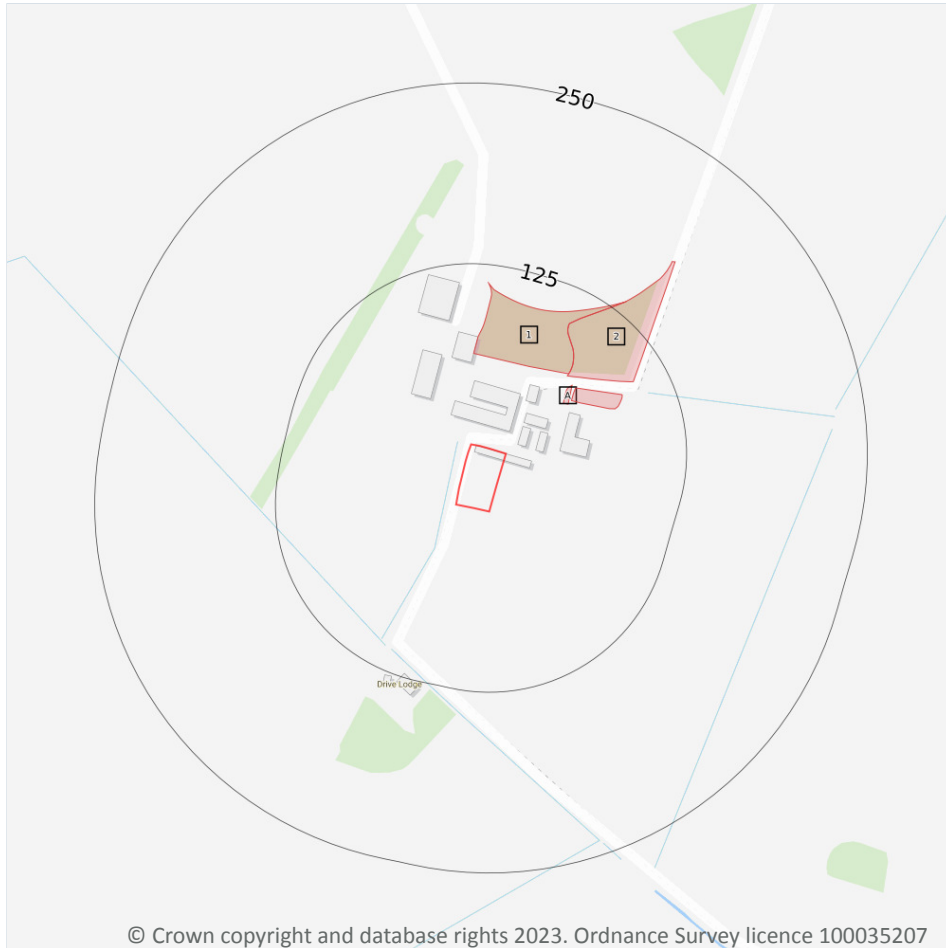 250
125
1
2
A
Drive Lodge
© Crown copyright and database rights 2023. Ordnance Survey licence 100035207